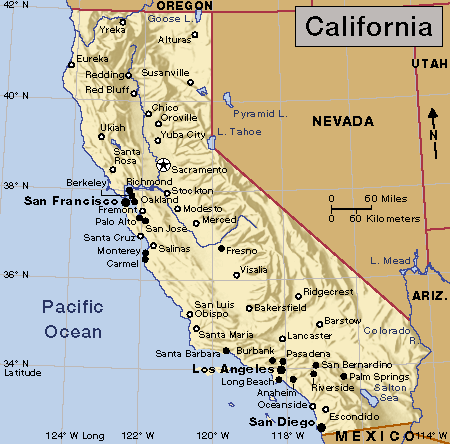 42° N
OREGON
Goose L.
California
Yreka
Alturas
Eureka
UTAH
Redding
Susanville
Red Bluff
40° N
Chico
Oroville
Pyramid L.
NEVADA
N
Ukiah
Yuba City
L. Tahoe
Santa
Rosa
Sacramento
Berkeley
Richmond
38° N
Stockton
San Francisco
Oakland
0 60 Miles
0 60 Kilometers
Fremont
Modesto
Palo Alto
Merced
San Jose
Santa Cruz
Monterey
Salinas
Fresno
L. Mead
Carmel
36° N
Visalia
ARIZ.
Ridgecrest
Pacific
Ocean
San Luis
Obispo
Bakersfield
Barstow
Colorado
R.
Santa Maria
Lancaster
Santa Barbara
Burbank
Pasadena
34° N
Latitude
Los Angeles
San Bernardino
Palm Springs
Long Beach
Riverside
Salton
Sea
Anaheim
Oceanside
Escondido
San Diego
MEXICO
124° W Long
122° W
120° W
118° W
116° W
114° W